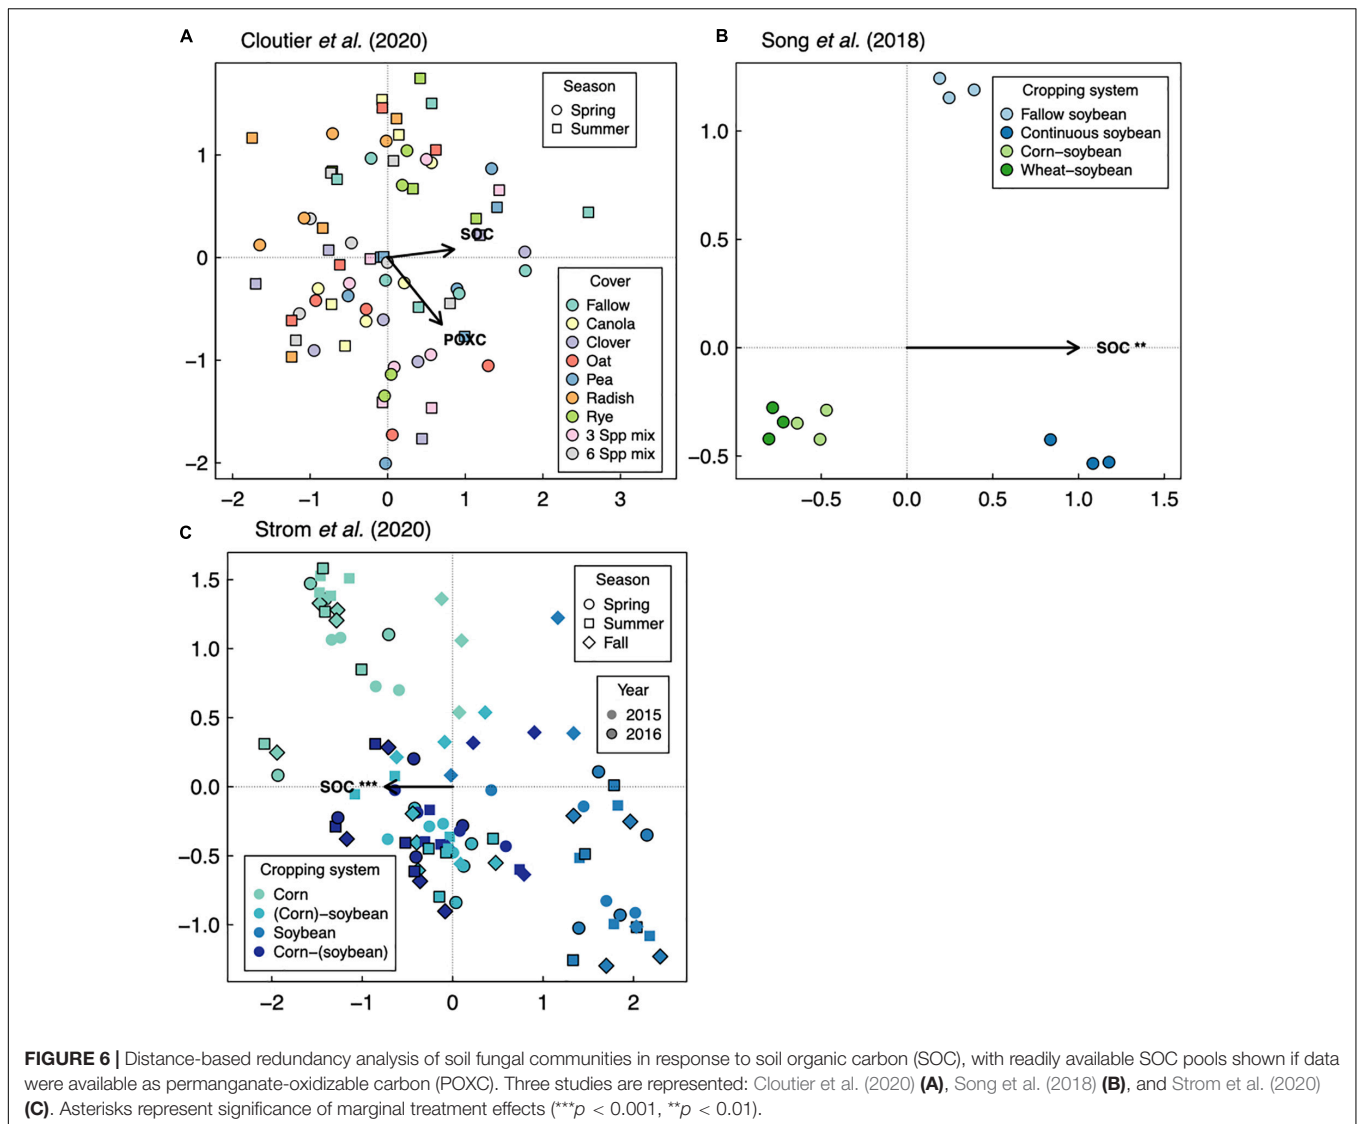 A
Cloutier et al. (2020)
1
0
−1
−2
−2
−1
0
1
2
3
SOC
POXC
Season
Spring
Summer
Cover
Fallow
Canola
Clover
Oat
Pea
Radish
Rye
3 Spp mix
6 Spp mix
B
Song et al. (2018)
1.0
0.5
0.0
−0.5
−0.5
0.0
0.5
1.0
1.5
SOC **
Cropping system
Fallow soybean
Continuous soybean
Corn−soybean
Wheat−soybean
C
Strom et al. (2020)
1.5
1.0
0.5
0.0
−0.5
−1.0
−2
−1
0
1
2
SOC ***
Season
Spring
Summer
Fall
Year
2015
2016
Cropping system
Corn
(Corn)−soybean
Soybean
Corn−(soybean)
FIGURE 6 | Distance-based redundancy analysis of soil fungal communities in response to soil organic carbon (SOC), with readily available SOC pools shown if data
were available as permanganate-oxidizable carbon (POXC). Three studies are represented: Cloutier et al. (2020) (A), Song et al. (2018) (B), and Strom et al. (2020)
(C). Asterisks represent significance of marginal treatment effects (***p < 0.001, **p < 0.01).